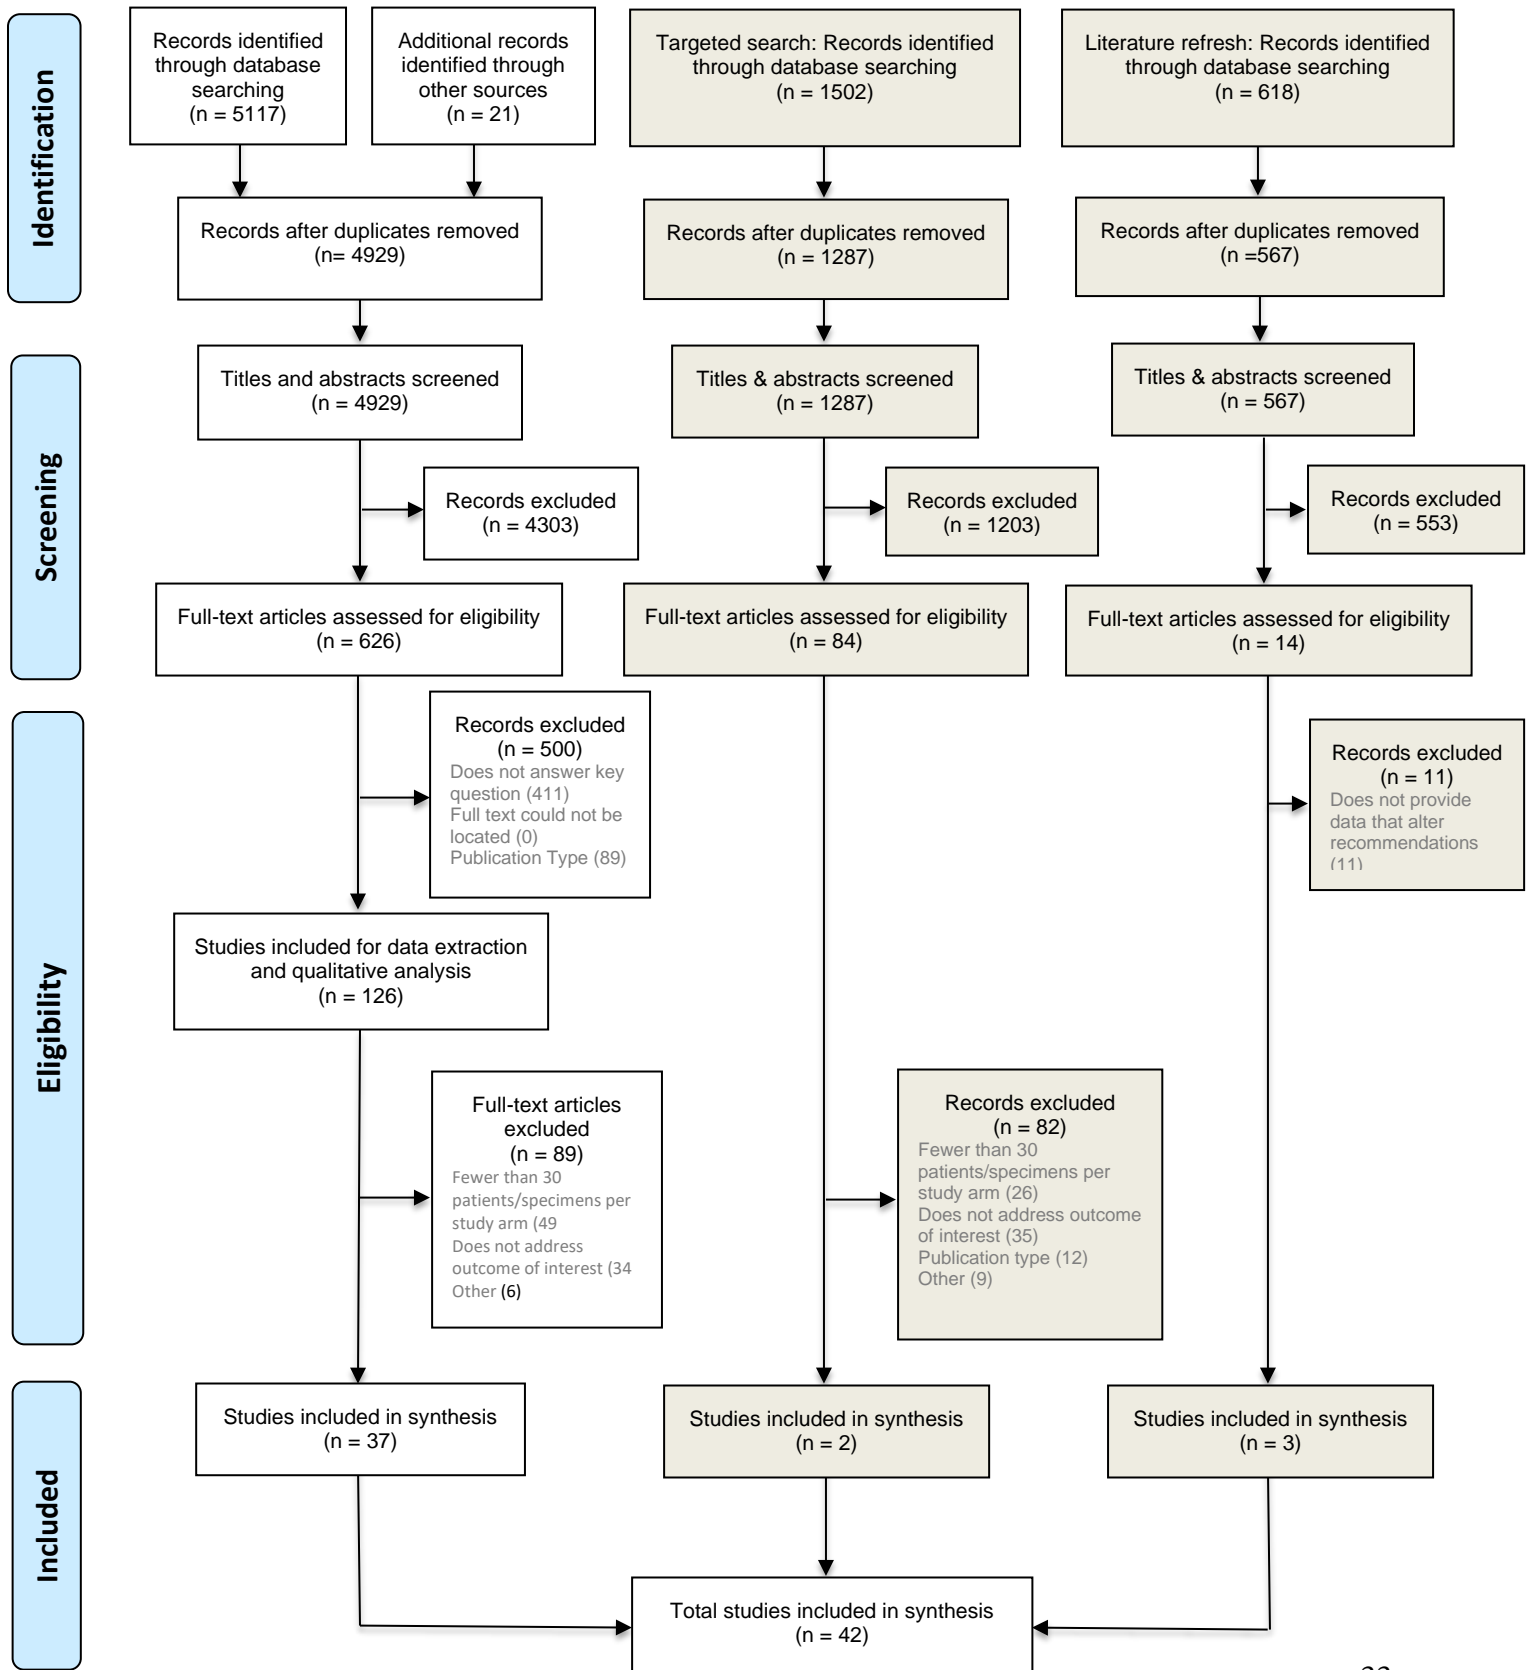 Identification
Records identified
through database
searching
(n = 5117)
Additional records
identified through
other sources
(n = 21)
Targeted search: Records identified
through database searching
(n = 1502)
Literature refresh: Records identified
through database searching
(n = 618)
Records after duplicates removed
(n= 4929)
Records after duplicates removed
(n = 1287)
Records after duplicates removed
(n =567)
Screening
Titles and abstracts screened
(n = 4929)
Titles & abstracts screened
(n = 1287)
Titles & abstracts screened
(n = 567)
Records excluded
(n = 4303)
Records excluded
(n = 1203)
Records excluded
(n = 553)
Full-text articles assessed for eligibility
(n = 626)
Full-text articles assessed for eligibility
(n = 84)
Full-text articles assessed for eligibility
(n = 14)
Eligibility
Records excluded
(n = 500)
Does not answer key
question (411)
Full text could not be
located (0)
Publication Type (89)
Records excluded
(n = 11)
Does not provide
data that alter
recommendations
(11)
Studies included for data extraction
and qualitative analysis
(n = 126)
Full-text articles
excluded
(n = 89)
Fewer than 30
patients/specimens per
study arm (49
Does not address
outcome of interest (34
Other (6)
Records excluded
(n = 82)
Fewer than 30
patients/specimens per
study arm (26)
Does not address outcome
of interest (35)
Publication type (12)
Other (9)
Included
Studies included in synthesis
(n = 37)
Studies included in synthesis
(n = 2)
Studies included in synthesis
(n = 3)
Total studies included in synthesis
(n = 42)